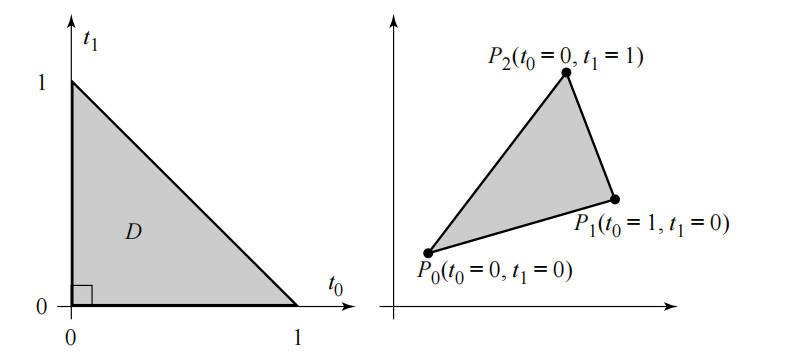 t₁
1
D
0
t₀
0
1
P₂(t₀ = 0, t₁ = 1)
P₁(t₀ = 1, t₁ = 0)
P₀(t₀ = 0, t₁ = 0)